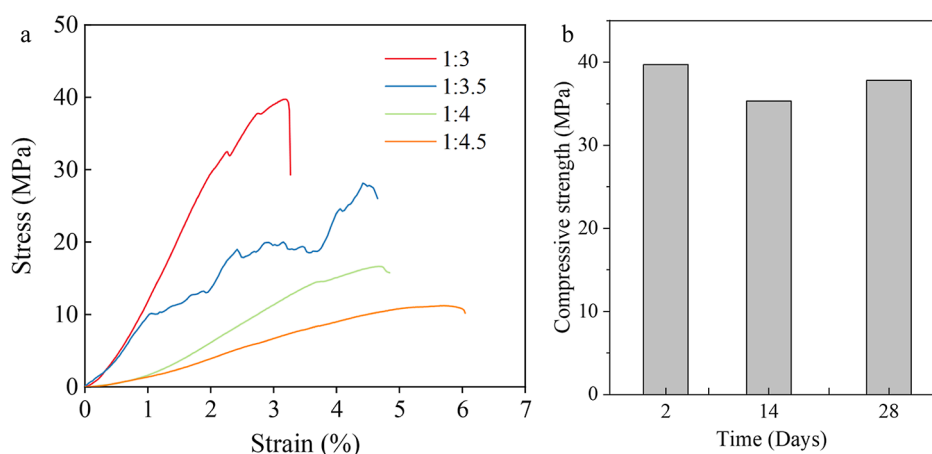 a
50
40
30
20
10
0
Stress (MPa)
0 1 2 3 4 5 6 7
Strain (%)
1:3
1:3.5
1:4
1:4.5
b
40
30
20
10
0
Compressive strength (MPa)
2 14 28
Time (Days)